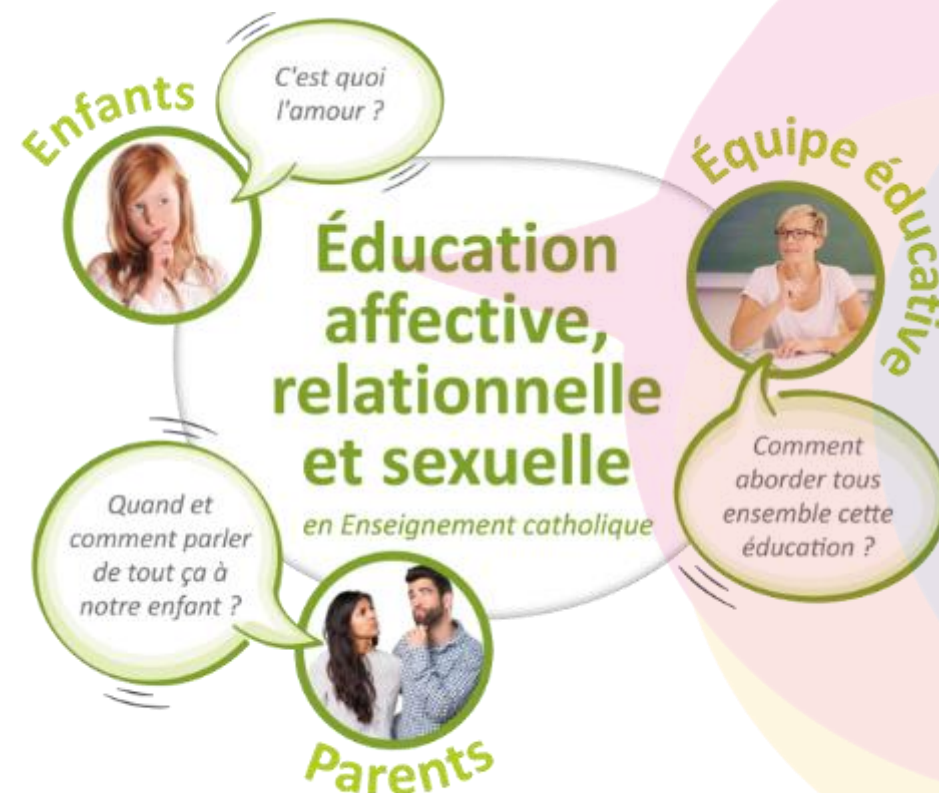 Enfants
C'est quoi
l'amour ?
Équipe éducative
Éducation
affective,
relationnelle
et sexuelle
en Enseignement catholique
Comment
aborder tous
ensemble cette
éducation ?
Quand et
comment parler
de tout ça à
notre enfant ?
Parents